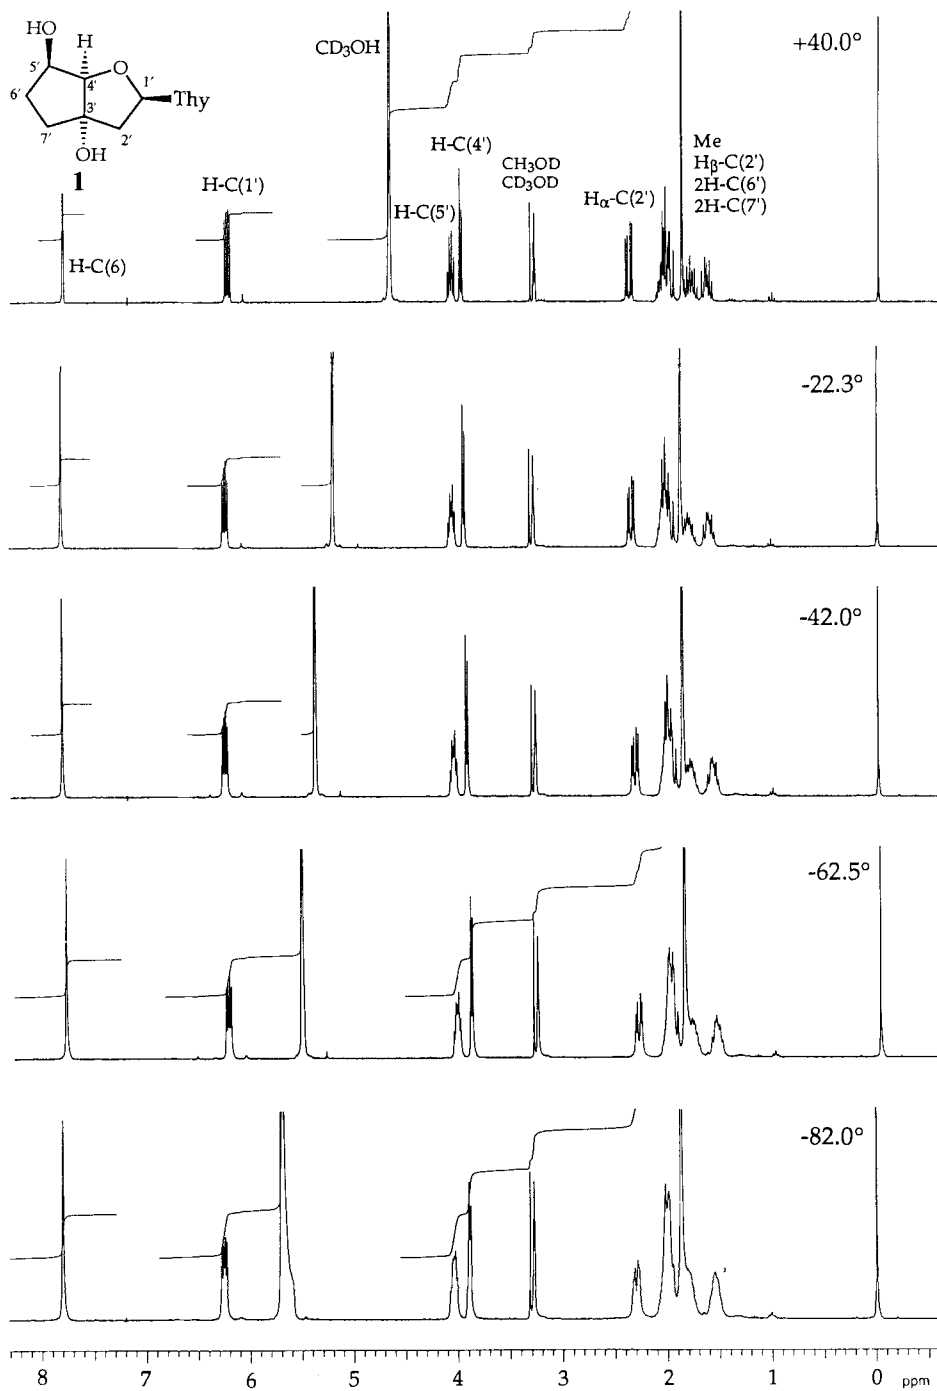 HO
H
CD3OH
+40.0°
5'
O
1'
4'
6'
3'
Thy
7'
2'
OH
1
H-C(1')
H-C(4')
CH3OD
CD3OD
H-C(5')
Hα-C(2')
Me
Hβ-C(2')
2H-C(6')
2H-C(7')
H-C(6)
-22.3°
-42.0°
-62.5°
-82.0°
8 7 6 5 4 3 2 1 0 ppm